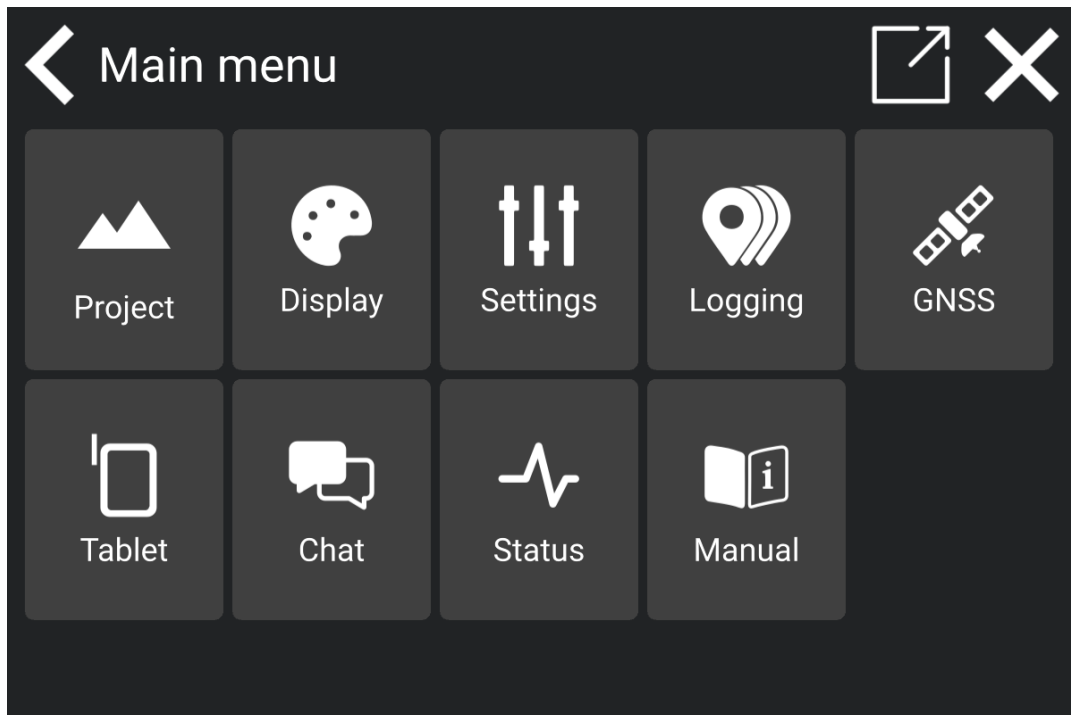 Main menu
Project
Display
Settings
Logging
GNSS
Tablet
Chat
Status
Manual